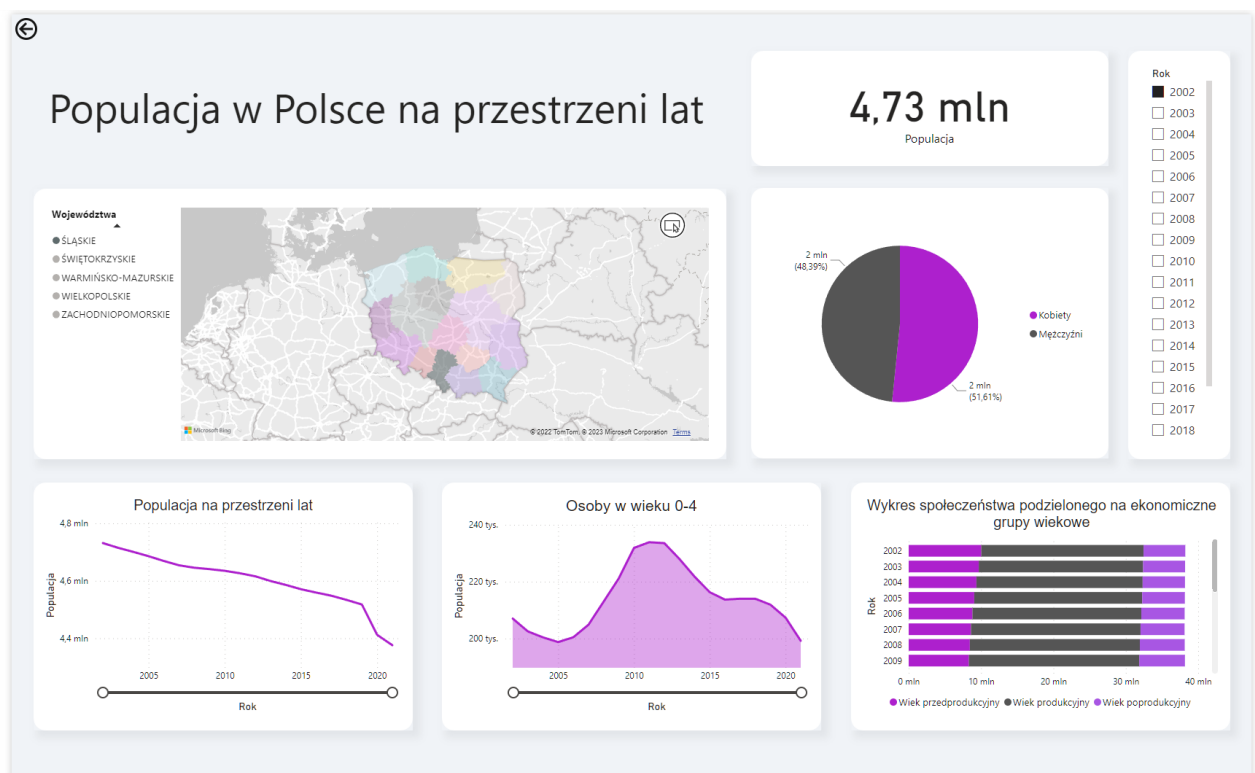 Populacja w Polsce na przestrzeni lat
4,73 mln
Populacja
Rok
2002
2003
2004
2005
2006
2007
2008
2009
2010
2011
2012
2013
2014
2015
2016
2017
2018
Województwa
ŚLĄSKIE
ŚWIĘTOKRZYSKIE
WARMIŃSKO-MAZURSKIE
WIELKOPOLSKIE
ZACHODNIOPOMORSKIE
Microsoft Bing
© 2022 TomTom, © 2023 Microsoft Corporation Terms
2 mln
(48,39%)
2 mln
(51,61%)
Kobiety
Mężczyźni
Populacja na przestrzeni lat
4,8 mln
4,6 mln
4,4 mln
Populacja
2005 2010 2015 2020
Rok
Osoby w wieku 0-4
240 tys.
220 tys.
200 tys.
Populacja
2005 2010 2015 2020
Rok
Wykres społeczeństwa podzielonego na ekonomiczne
grupy wiekowe
Rok
2002
2003
2004
2005
2006
2007
2008
2009
0 mln 10 mln 20 mln 30 mln 40 mln
Wiek przedprodukcyjny Wiek produkcyjny Wiek poprodukcyjny